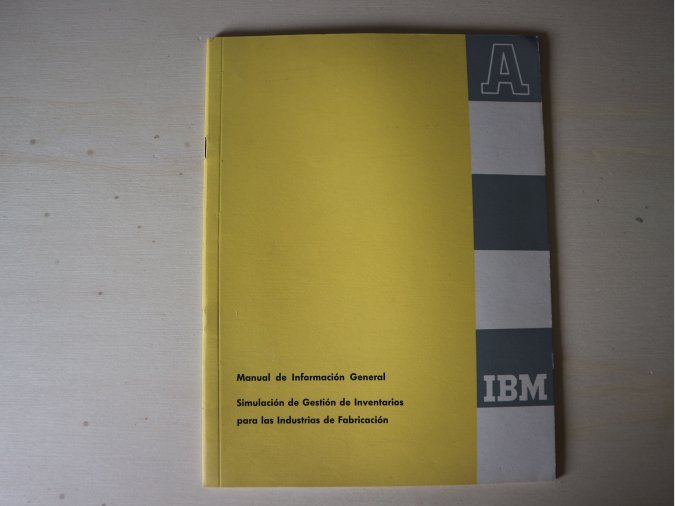 A
Manual de Información General
Simulación de Gestión de Inventarios
para las Industrias de Fabricación
IBM